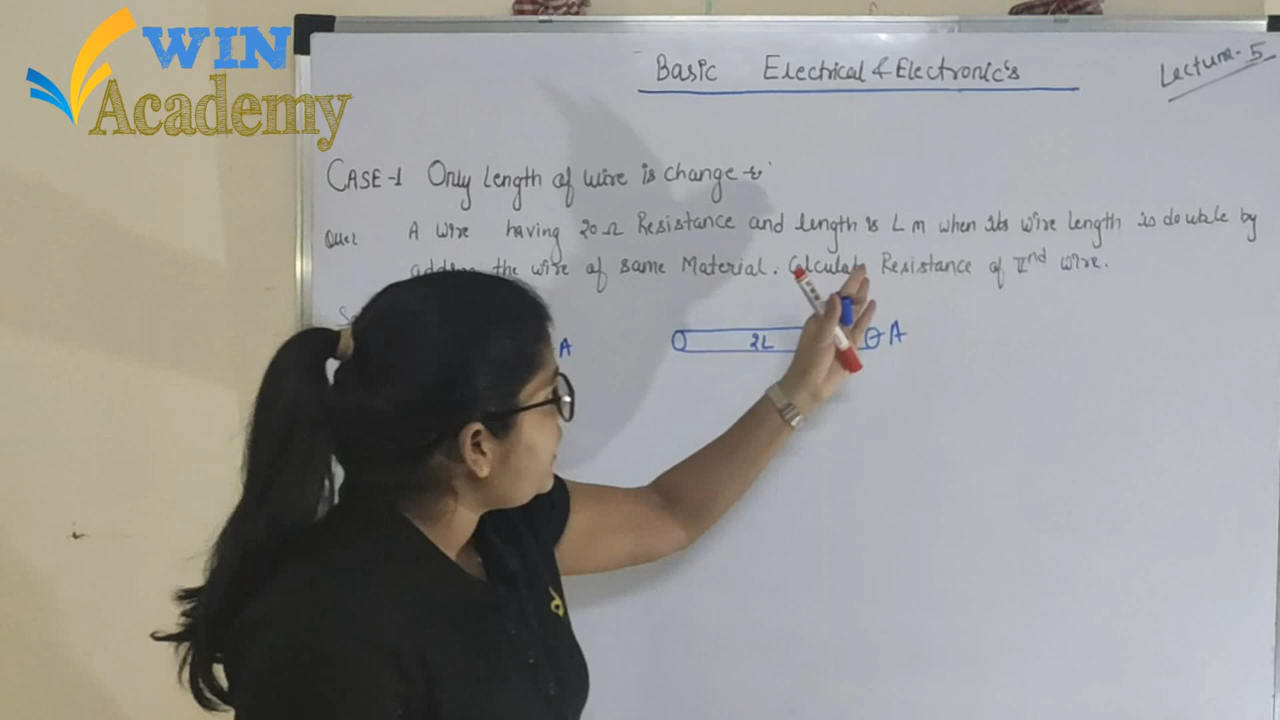 WIN
Academy
Basic Electrical & Electronic's
Lecture-5
CASE-1 Only Length of wire is change :-
Que:1 A wire having 20Ω Resistance and length is L m when its wire length is double by
adding the wire of same Material. Calculate Resistance of IInd wire.
A
2L
A